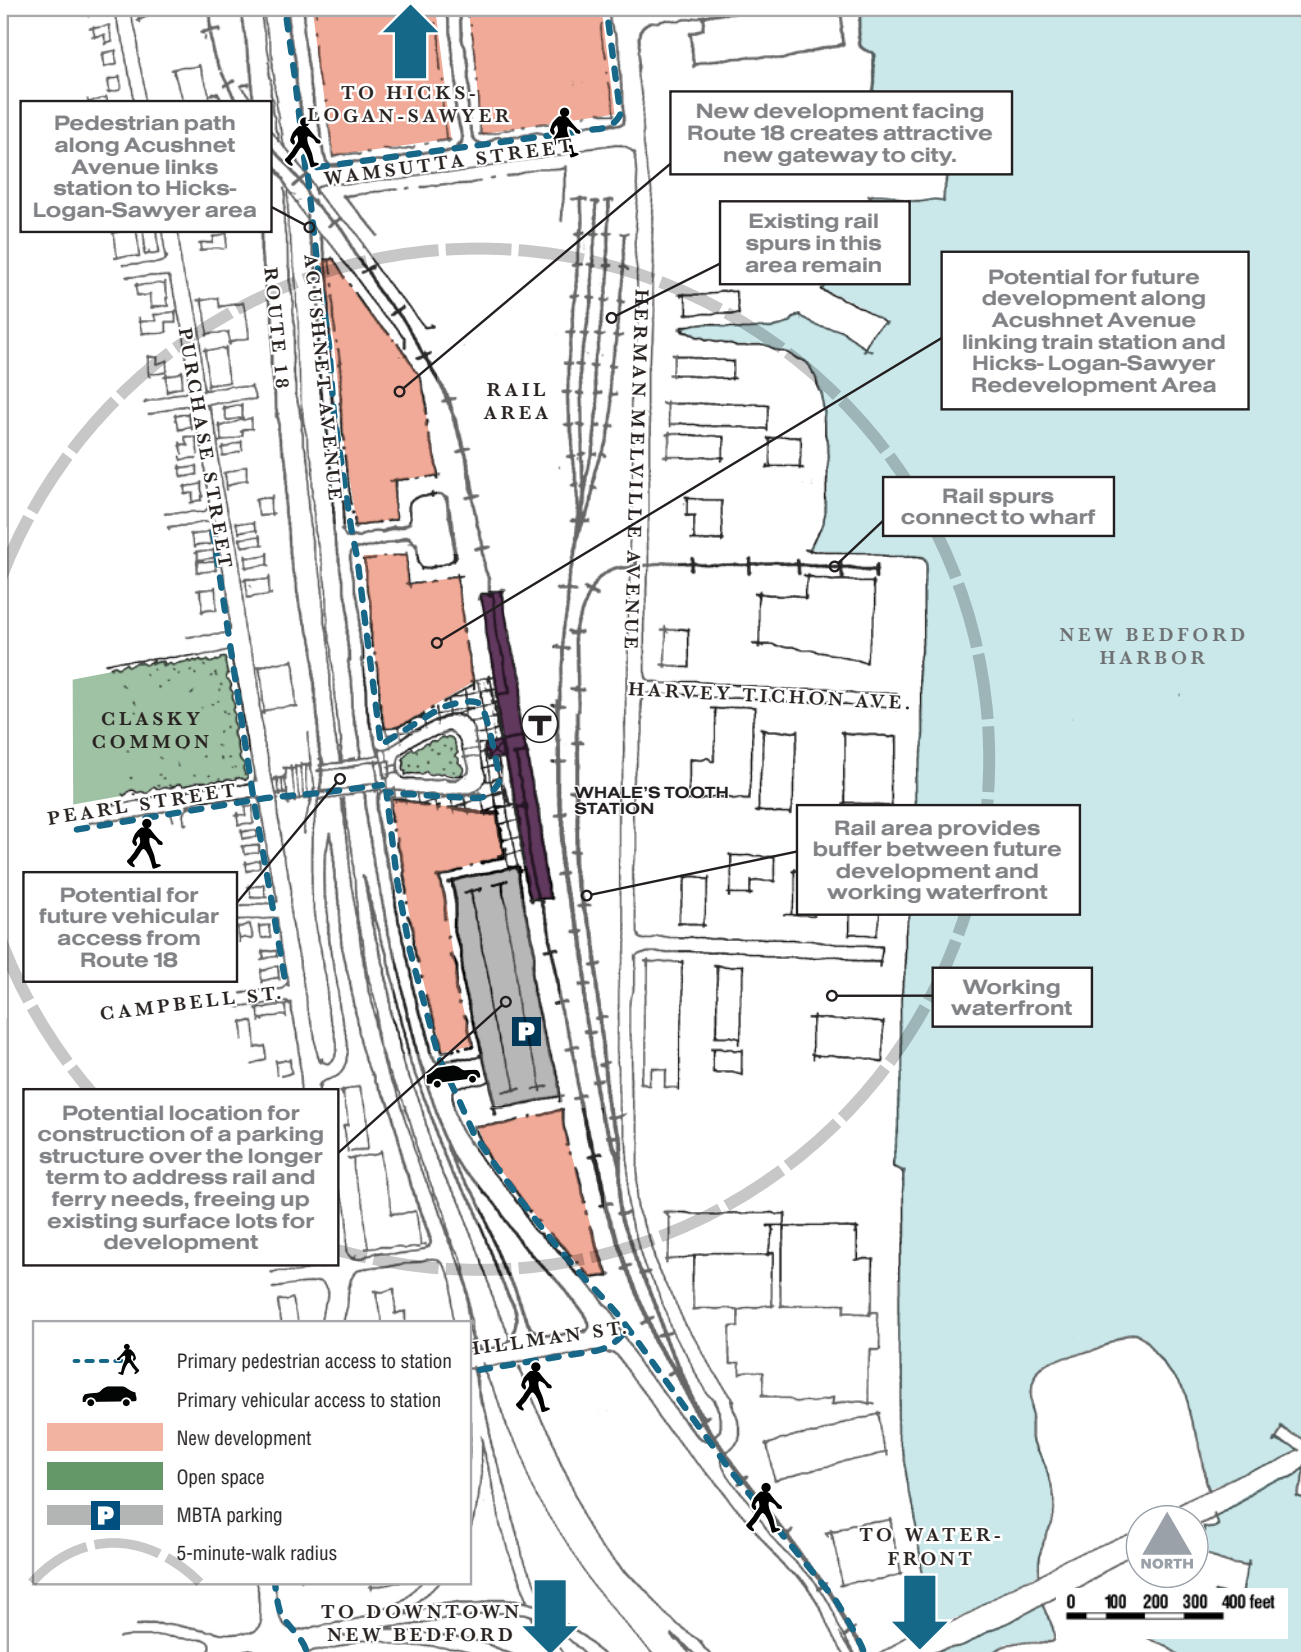 TO HICKS-
LOGAN-SAWYER
WAMSUTTA STREET
Pedestrian path
along Acushnet
Avenue links
station to Hicks-
Logan-Sawyer area
New development facing
Route 18 creates attractive
new gateway to city.
Existing rail
spurs in this
area remain
Potential for future
development along
Acushnet Avenue
linking train station and
Hicks- Logan-Sawyer
Redevelopment Area
PURCHASE STREET
ROUTE 18
ACUSHNET AVENUE
RAIL
AREA
HERMAN MELVILLE AVENUE
Rail spurs
connect to wharf
NEW BEDFORD
HARBOR
HARVEY TICHON AVE.
CLASKY
COMMON
T
PEARL STREET
WHALE'S TOOTH
STATION
Rail area provides
buffer between future
development and
working waterfront
Potential for
future vehicular
access from
Route 18
CAMPBELL ST.
Working
waterfront
P
Potential location for
construction of a parking
structure over the longer
term to address rail and
ferry needs, freeing up
existing surface lots for
development
HILLMAN ST.
Primary pedestrian access to station
Primary vehicular access to station
New development
Open space
P
MBTA parking
5-minute-walk radius
TO WATER-
FRONT
NORTH
0 100 200 300 400 feet
TO DOWNTOWN
NEW BEDFORD